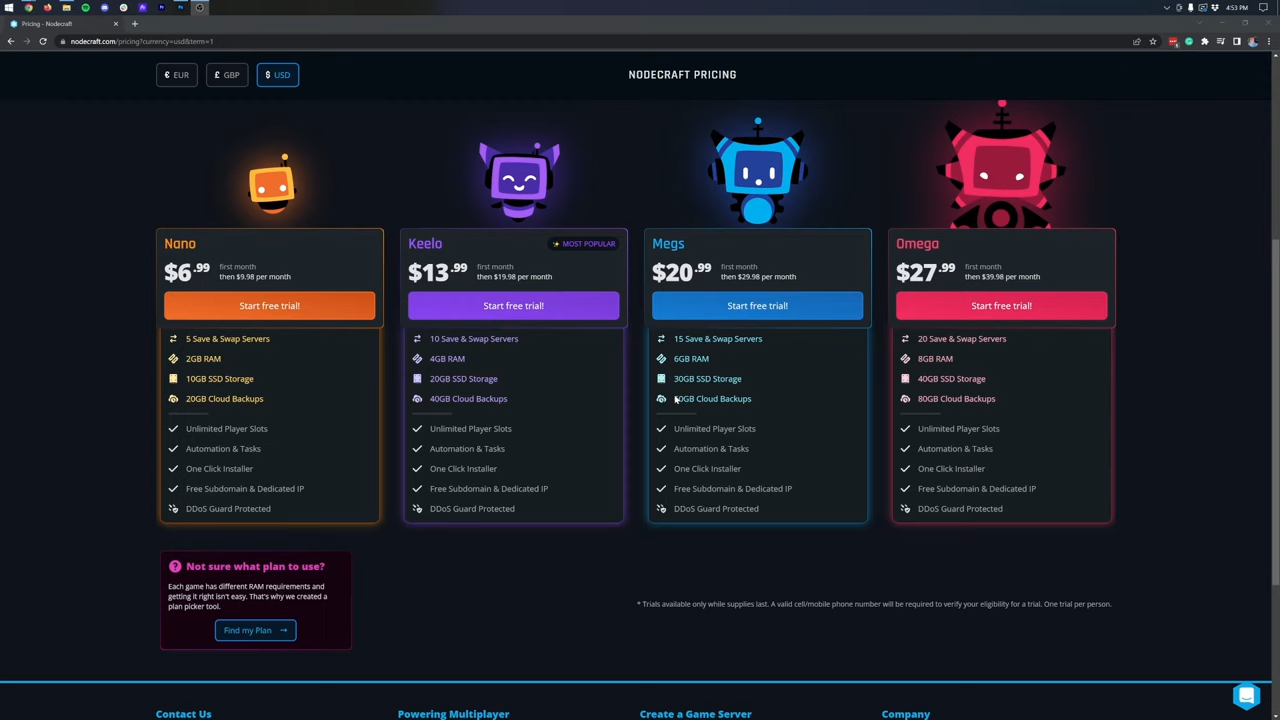 4:53 PM
Pricing - Nodecraft
nodecraft.com/pricing?currency=usd&term=1
€ EUR
£ GBP
$ USD
NODECRAFT PRICING
Nano
$6.99 first month
then $9.98 per month
Start free trial!
5 Save & Swap Servers
2GB RAM
10GB SSD Storage
20GB Cloud Backups
Unlimited Player Slots
Automation & Tasks
One Click Installer
Free Subdomain & Dedicated IP
DDoS Guard Protected
Keelo
MOST POPULAR
$13.99 first month
then $19.98 per month
Start free trial!
10 Save & Swap Servers
4GB RAM
20GB SSD Storage
40GB Cloud Backups
Unlimited Player Slots
Automation & Tasks
One Click Installer
Free Subdomain & Dedicated IP
DDoS Guard Protected
Megs
$20.99 first month
then $29.98 per month
Start free trial!
15 Save & Swap Servers
6GB RAM
30GB SSD Storage
Cloud Backups
Unlimited Player Slots
Automation & Tasks
One Click Installer
Free Subdomain & Dedicated IP
DDoS Guard Protected
Omega
$27.99 first month
then $39.98 per month
Start free trial!
20 Save & Swap Servers
8GB RAM
40GB SSD Storage
80GB Cloud Backups
Unlimited Player Slots
Automation & Tasks
One Click Installer
Free Subdomain & Dedicated IP
DDoS Guard Protected
? Not sure what plan to use?
Each game has different RAM requirements and
getting it right isn't easy. That's why we created a
plan picker tool.
Find my Plan →
* Trials available only while supplies last. A valid cell/mobile phone number will be required to verify your eligibility for a trial. One trial per person.
Contact Us
Powering Multiplayer
Create a Game Server
Company